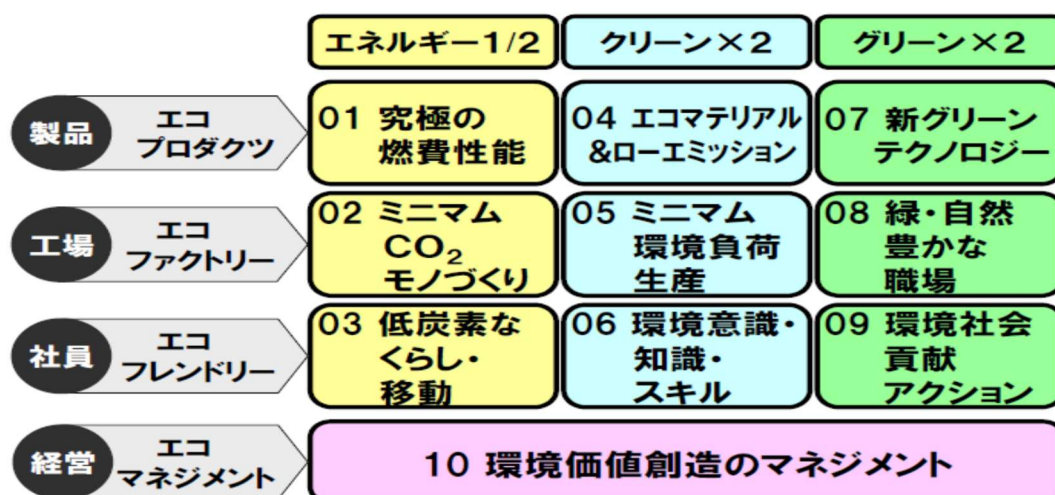 エネルギー1/2
クリーン×2
グリーン×2
製品
エコ
プロダクツ
01 究極の
燃費性能
04 エコマテリアル
&ローエミッション
07 新グリーン
テクノロジー
工場
エコ
ファクトリー
02 ミニマム
CO₂
モノづくり
05 ミニマム
環境負荷
生産
08 緑・自然
豊かな
職場
社員
エコ
フレンドリー
03 低炭素な
くらし・
移動
06 環境意識・
知識・
スキル
09 環境社会
貢献
アクション
経営
エコ
マネジメント
10 環境価値創造のマネジメント